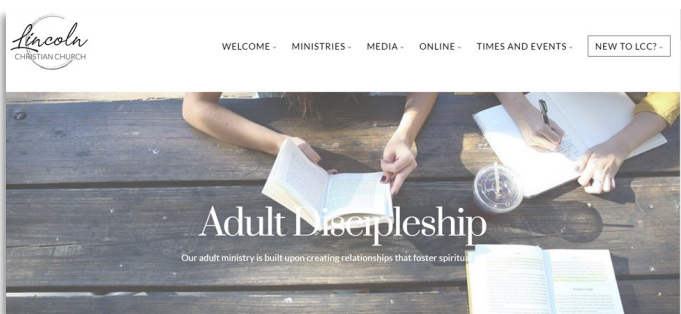 Lincoln
CHRISTIAN CHURCH
WELCOME
MINISTRIES
MEDIA
ONLINE
TIMES AND EVENTS
NEW TO LCC?
Adult Discipleship
Our adult ministry is built upon creating relationships that foster